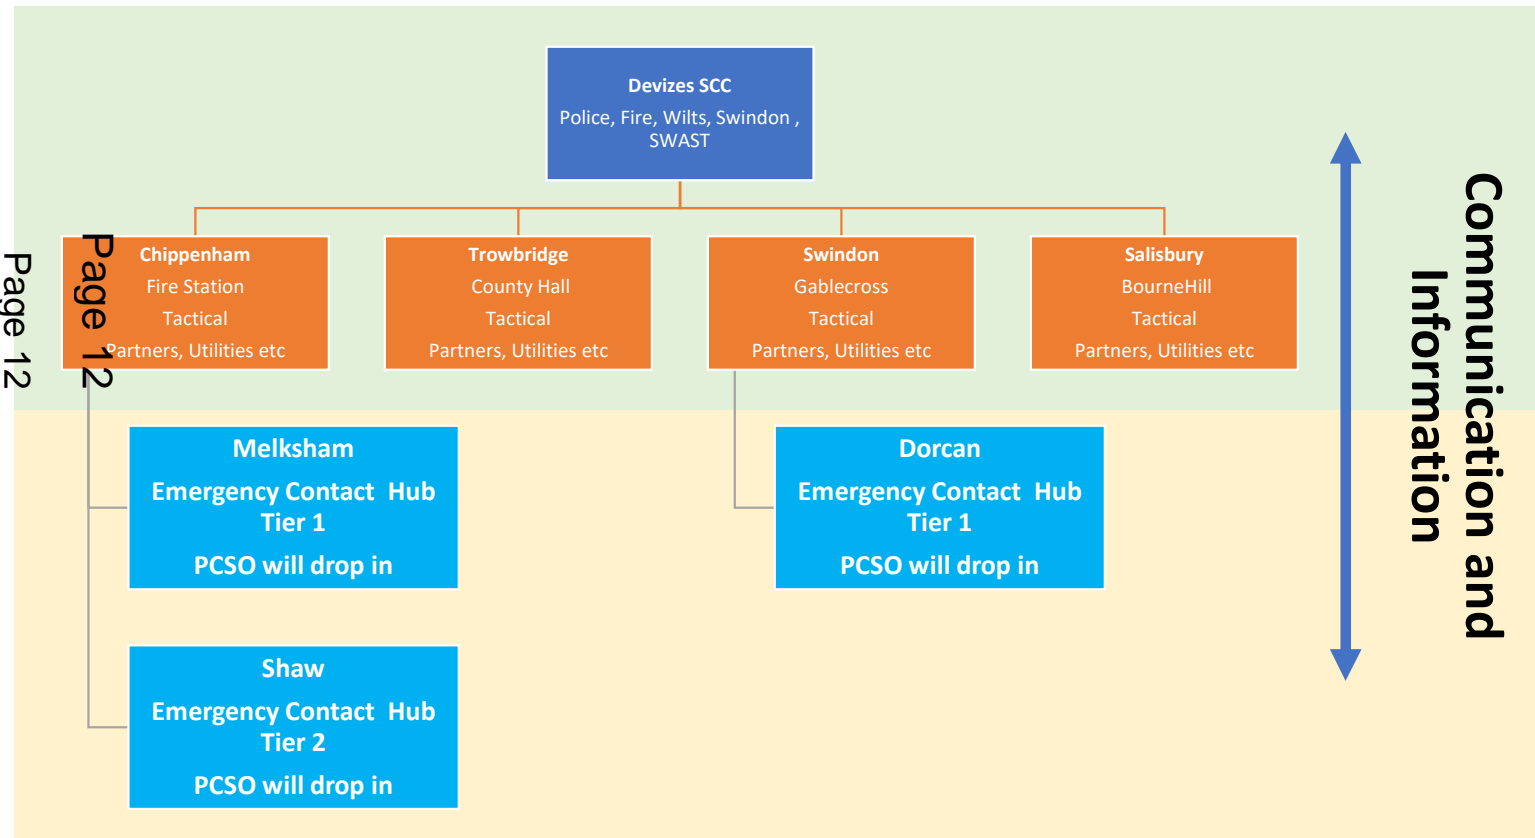 Devizes SCC
Police, Fire, Wilts, Swindon ,
SWAST
Chippenham
Fire Station
Tactical
Partners, Utilities etc
Trowbridge
County Hall
Tactical
Partners, Utilities etc
Swindon
Gablecross
Tactical
Partners, Utilities etc
Salisbury
BourneHill
Tactical
Partners, Utilities etc
Melksham
Emergency Contact Hub
Tier 1
PCSO will drop in
Dorcan
Emergency Contact Hub
Tier 1
PCSO will drop in
Shaw
Emergency Contact Hub
Tier 2
PCSO will drop in
Communication and
Information
Page 12
Page 12